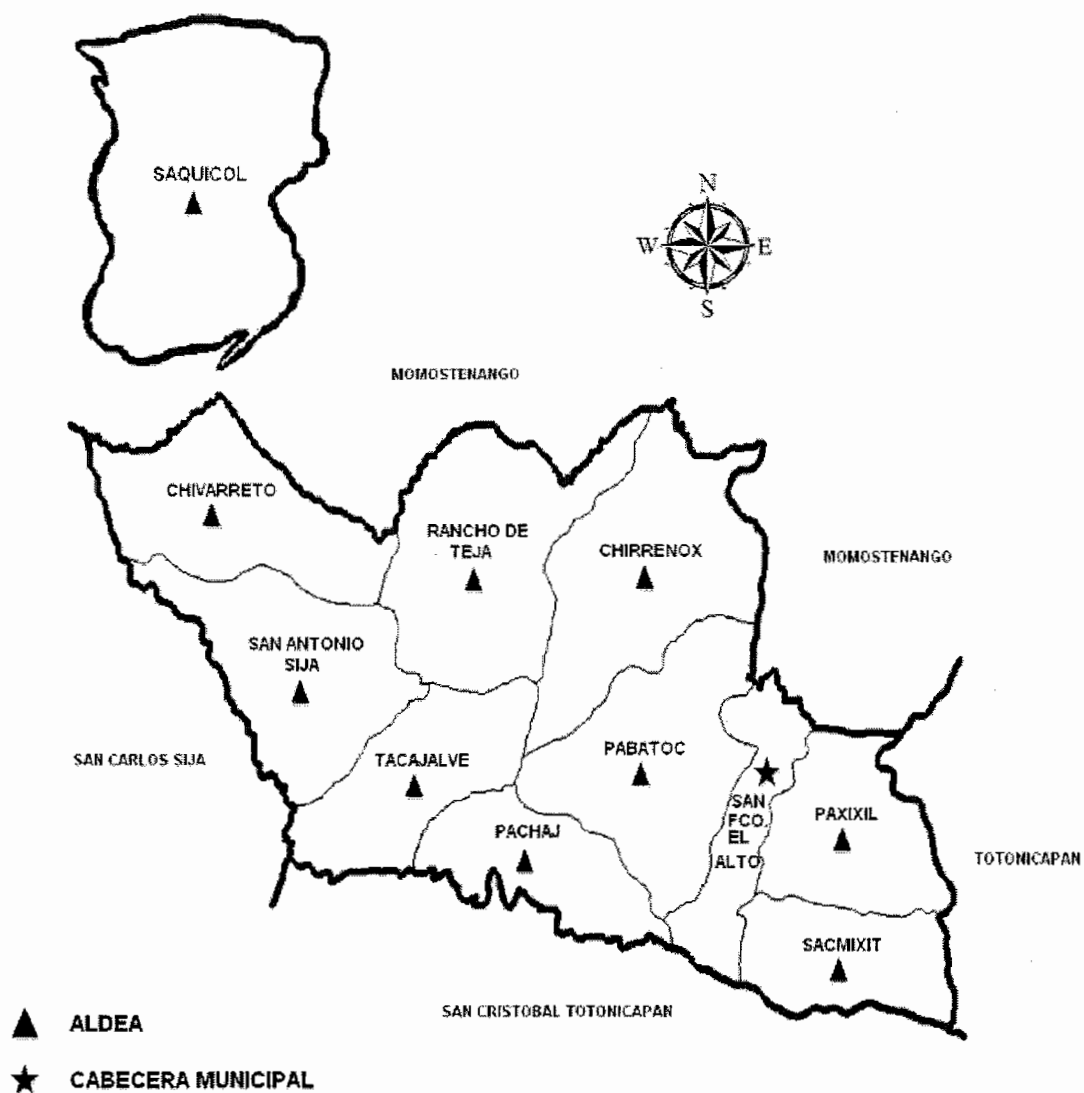 SAQUICOL
N
W
E
S
MOMOSTENANGO
CHIVARRETO
RANCHO DE
TEJA
CHIRRENOX
MOMOSTENANGO
SAN ANTONIO
SIJA
SAN CARLOS SIJA
TACAJALVE
PABATOC
SAN
FCO.
EL
ALTO
PACHAJ
PAXIXIL
TOTONICAPAN
SACMIXIT
SAN CRISTOBAL TOTONICAPAN
ALDEA
CABECERA MUNICIPAL